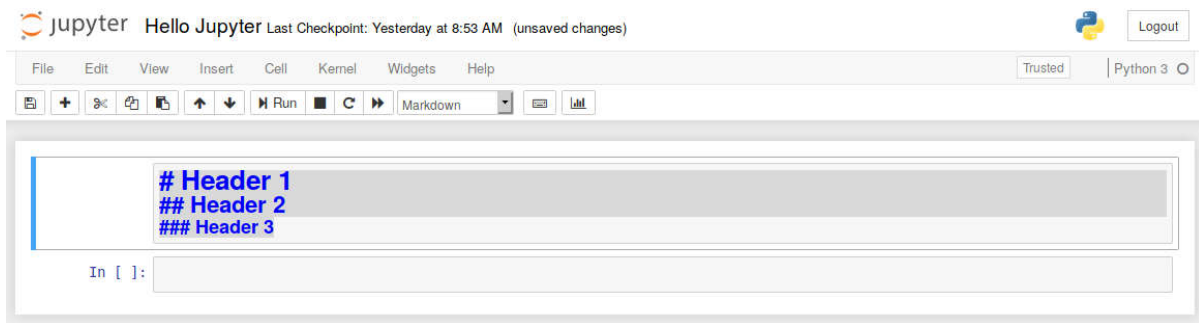 jupyter Hello Jupyter Last Checkpoint: Yesterday at 8:53 AM (unsaved changes) Logout
File Edit View Insert Cell Kernel Widgets Help Trusted Python 3
Run Markdown
# Header 1
## Header 2
### Header 3
In [ ]: